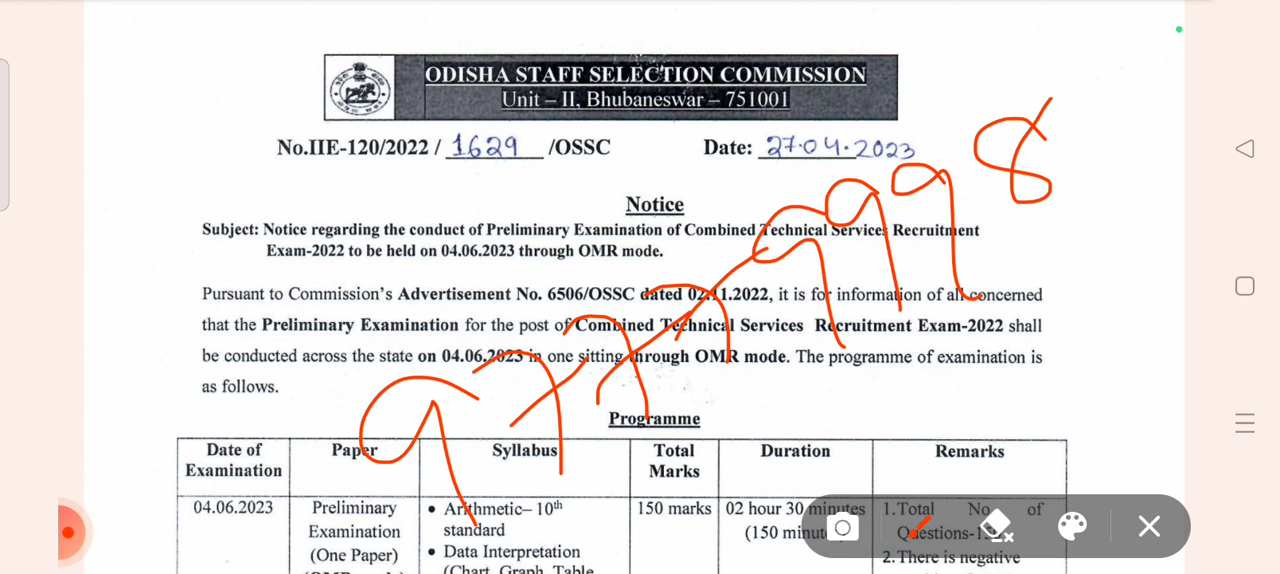 ODISHA STAFF SELECTION COMMISSION
Unit – II, Bhubaneswar – 751001
No.IIE-120/2022 / 1629 /OSSC Date: 27.04.2023
Notice
Subject: Notice regarding the conduct of Preliminary Examination of Combined Technical Services Recruitment
Exam-2022 to be held on 04.06.2023 through OMR mode.
Pursuant to Commission's Advertisement No. 6506/OSSC dated 02.11.2022, it is for information of all concerned
that the Preliminary Examination for the post of Combined Technical Services Recruitment Exam-2022 shall
be conducted across the state on 04.06.2023 in one sitting through OMR mode. The programme of examination is
as follows.
Programme
Date of Examination
Paper
Syllabus
Total Marks
Duration
Remarks
04.06.2023
Preliminary
Examination
(One Paper)
• Arithmetic– 10th
standard
• Data Interpretation
(Chart, Graph, Table
150 marks
02 hour 30 minutes
(150 minut
1.Total No of
Questions-15
2.There is negative